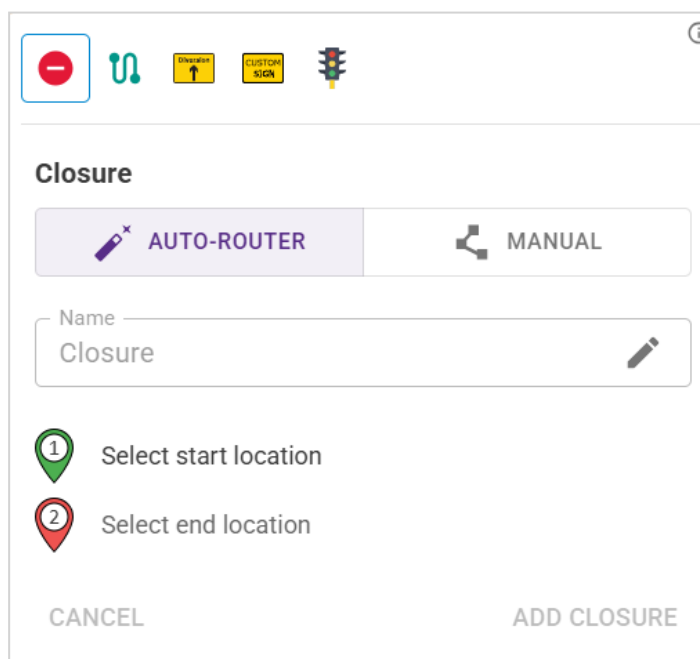 Diversion
CUSTOM
SIGN
Closure
AUTO-ROUTER
MANUAL
Name
Closure
1
Select start location
2
Select end location
CANCEL
ADD CLOSURE